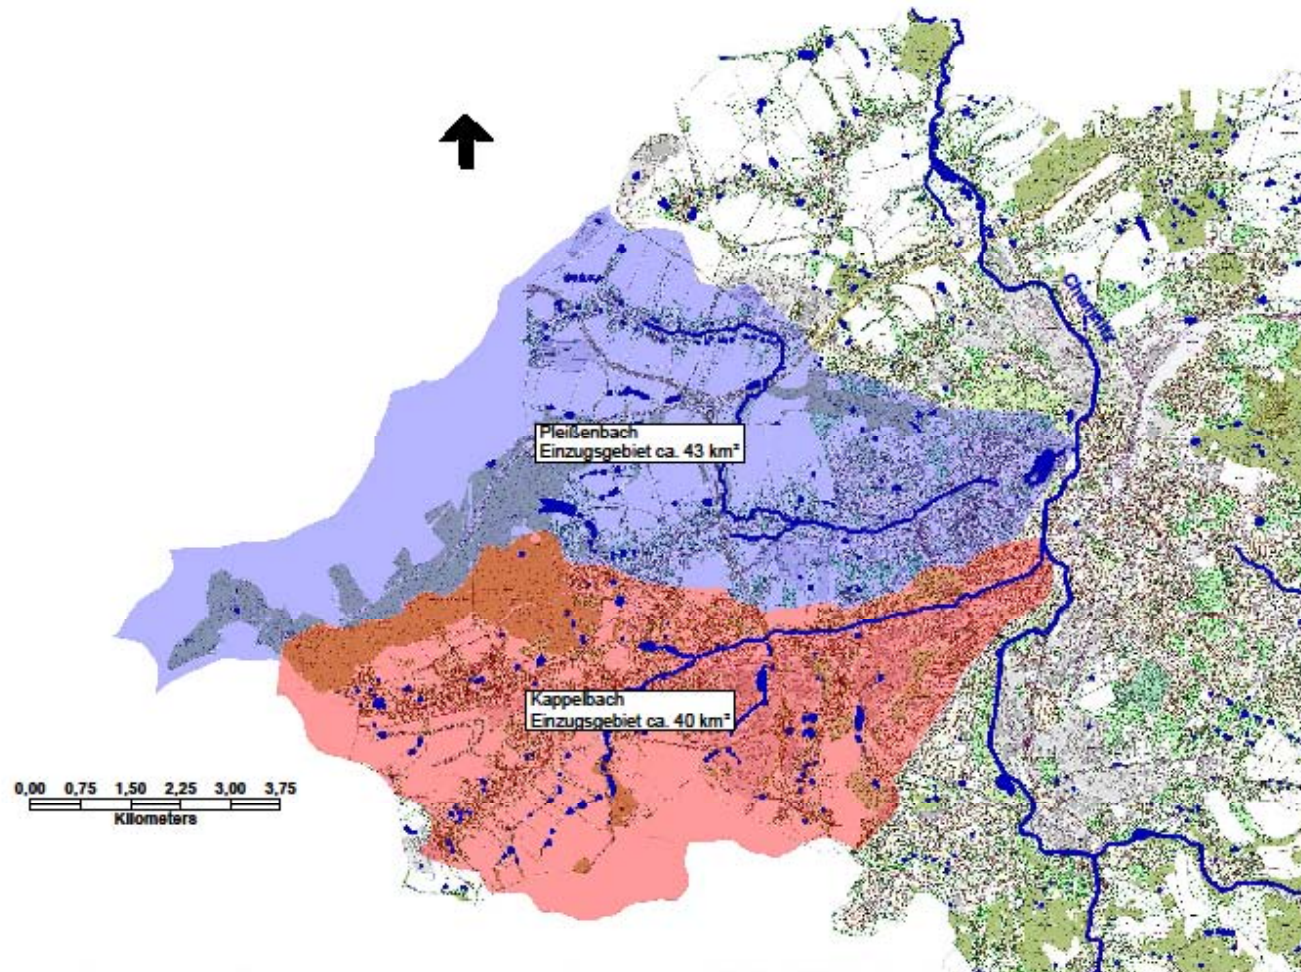 Chemnitz
Pleißenbach
Einzugsgebiet ca. 43 km²
Kappelbach
Einzugsgebiet ca. 40 km²
0,00 0,75 1,50 2,25 3,00 3,75
Kilometers